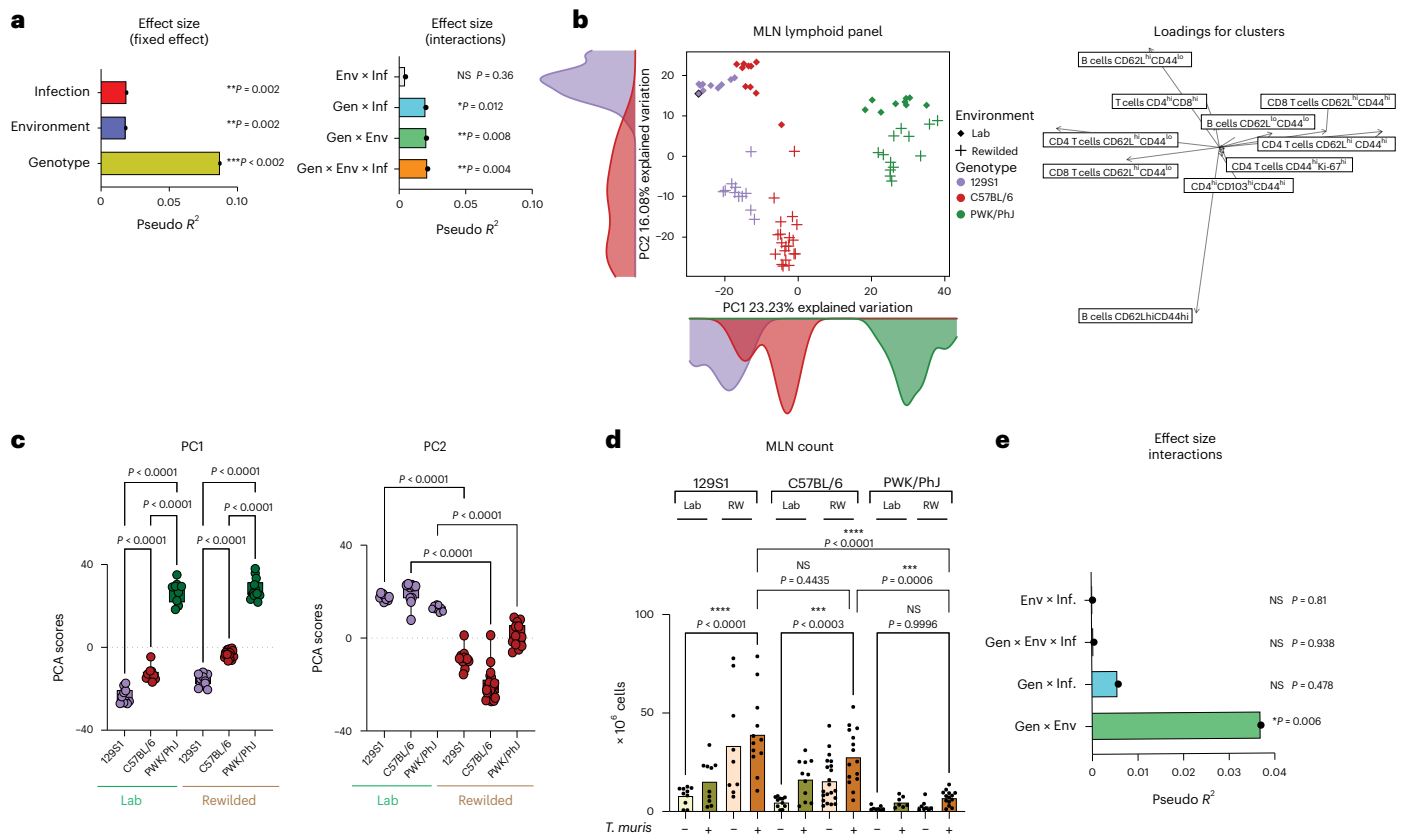 a
Effect size
(fixed effect)
Infection
Environment
Genotype
**P = 0.002
**P = 0.002
***P < 0.002
0
0.05
0.10
Pseudo R²
Effect size
(interactions)
Env × Inf
Gen × Inf
Gen × Env
Gen × Env × Inf
NS P = 0.36
*P = 0.012
**P = 0.008
**P = 0.004
0
0.05
0.10
Pseudo R²
b
MLN lymphoid panel
PC2 16.08% explained variation
20
10
0
−10
−20
−20
0
20
40
PC1 23.23% explained variation
Environment
Lab
Rewilded
Genotype
129S1
C57BL/6
PWK/PhJ
Loadings for clusters
B cells CD62LʰⁱCD44ˡᵒ
T cells CD4ʰⁱCD8ʰⁱ
CD8 T cells CD62LʰⁱCD44ʰⁱ
B cells CD62LˡᵒCD44ˡᵒ
CD4 T cells CD62LʰⁱCD44ˡᵒ
CD4 T cells CD62Lʰⁱ CD44ʰⁱ
CD8 T cells CD62LʰⁱCD44ˡᵒ
CD4 T cells CD44ʰⁱKi-67ʰⁱ
CD4ʰⁱCD103ʰⁱCD44ʰⁱ
B cells CD62LhiCD44hi
c
PC1
P < 0.0001
P < 0.0001
P < 0.0001
P < 0.0001
P < 0.0001
P < 0.0001
PCA scores
40
0
−40
129S1
C57BL/6
PWK/PhJ
129S1
C57BL/6
PWK/PhJ
Lab
Rewilded
PC2
P < 0.0001
P < 0.0001
P < 0.0001
PCA scores
40
0
−40
129S1
C57BL/6
PWK/PhJ
129S1
C57BL/6
PWK/PhJ
Lab
Rewilded
d
MLN count
129S1
C57BL/6
PWK/PhJ
Lab
RW
Lab
RW
Lab
RW
****
P < 0.0001
NS
P = 0.4435
***
P = 0.0006
****
P < 0.0001
***
P < 0.0003
NS
P = 0.9996
× 10⁶ cells
100
50
0
T. muris
−
+
−
+
−
+
−
+
−
+
−
+
e
Effect size
interactions
Env × Inf.
Gen × Env × Inf
Gen × Inf.
Gen × Env
NS P = 0.81
NS P = 0.938
NS P = 0.478
*P = 0.006
0
0.01
0.02
0.03
0.04
Pseudo R²